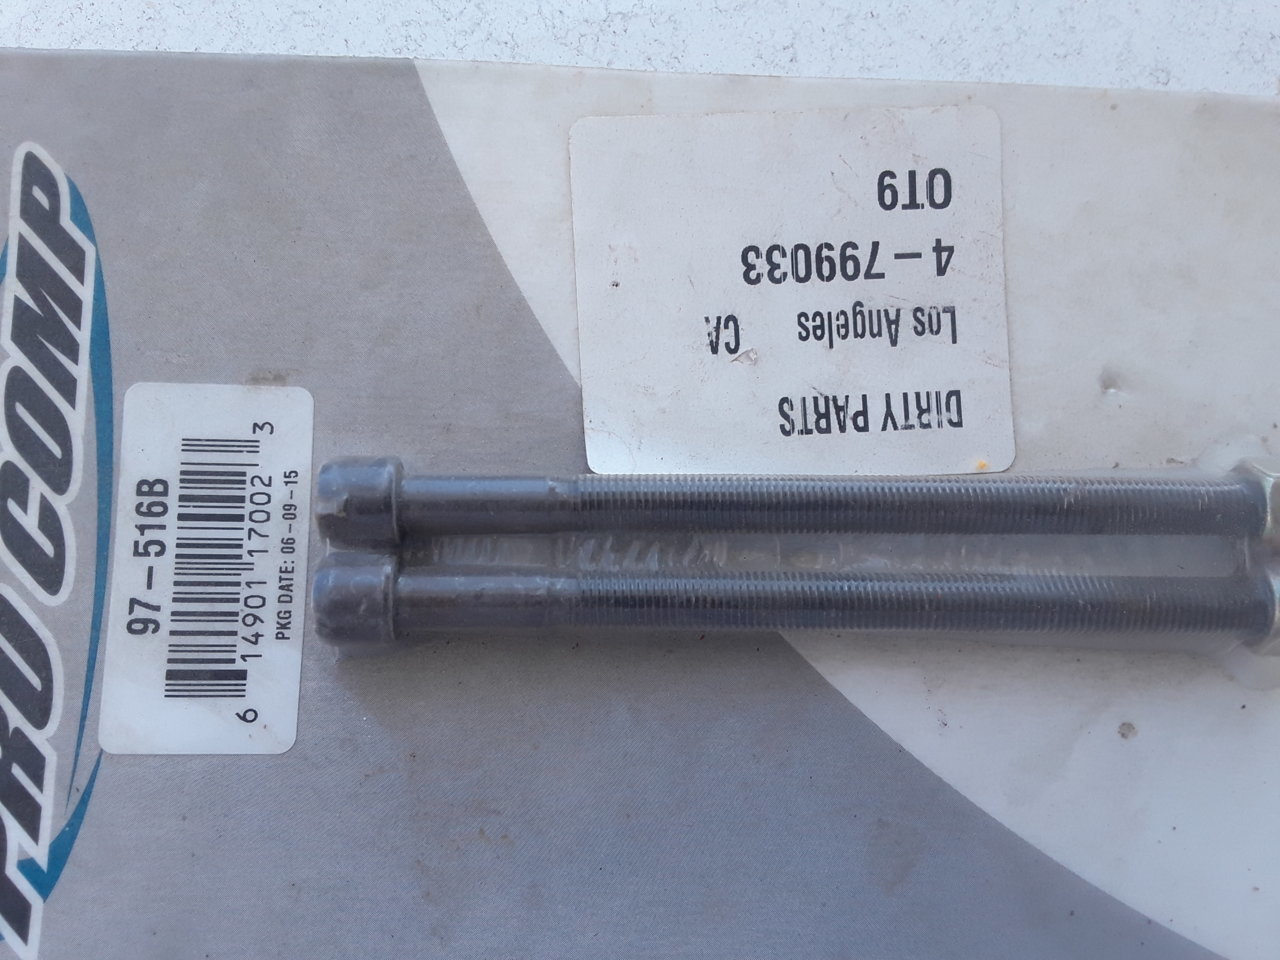 PRO COMP
97-516B
6 14901 17002 3
PKG DATE: 06-09-15
DIRTY PARTS
Los Angeles CA
4-799033
0T9